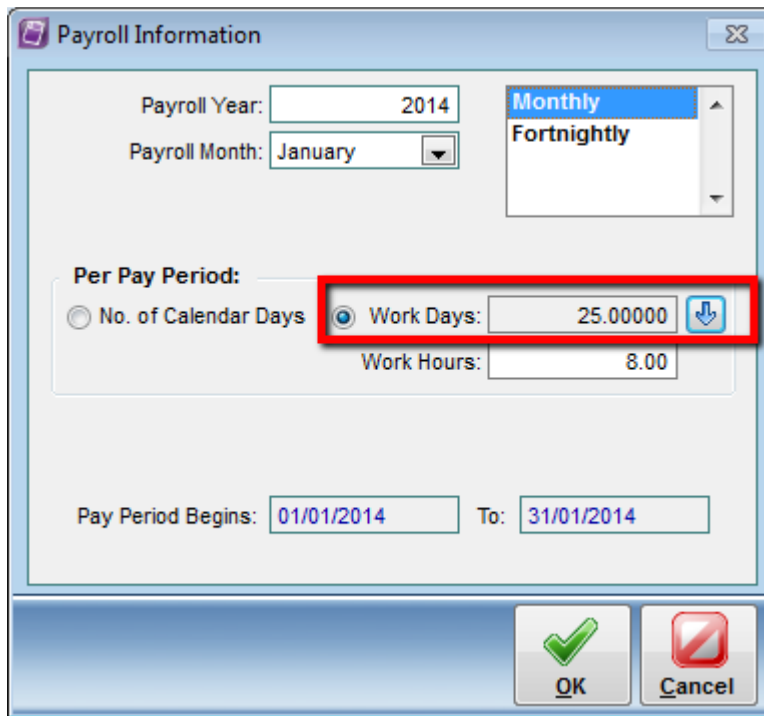 Payroll Information
Payroll Year: 2014
Payroll Month: January
Monthly
Fortnightly
Per Pay Period:
No. of Calendar Days Work Days: 25.00000
Work Hours: 8.00
Pay Period Begins: 01/01/2014 To: 31/01/2014
OK Cancel